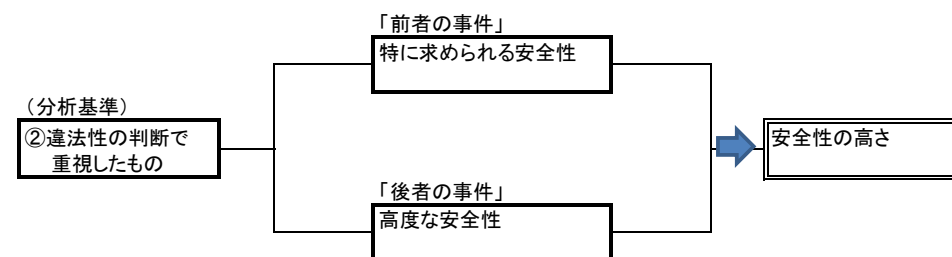 「前者の事件」
特に求められる安全性
（分析基準）
②違法性の判断で
重視したもの
安全性の高さ
「後者の事件」
高度な安全性